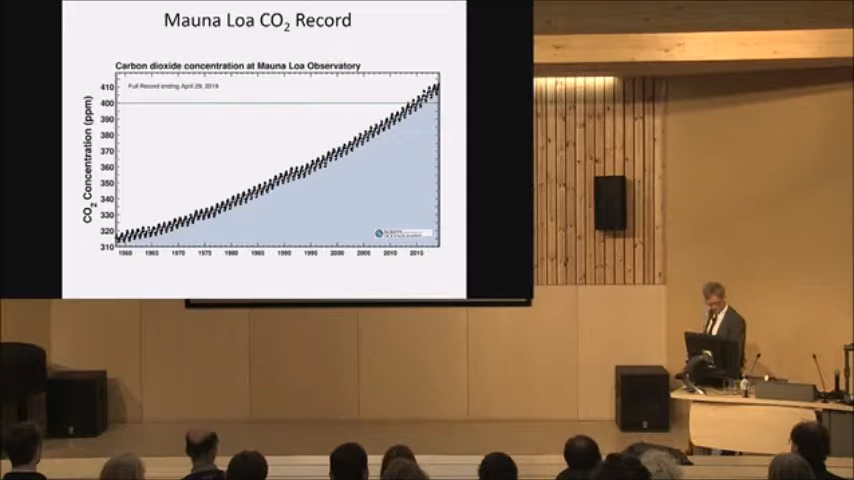 Mauna Loa CO₂ Record
Carbon dioxide concentration at Mauna Loa Observatory
Full Record ending April 29, 2019
CO₂ Concentration (ppm)
410
400
390
380
370
360
350
340
330
320
310
1960 1965 1970 1975 1980 1985 1990 1995 2000 2005 2010 2015